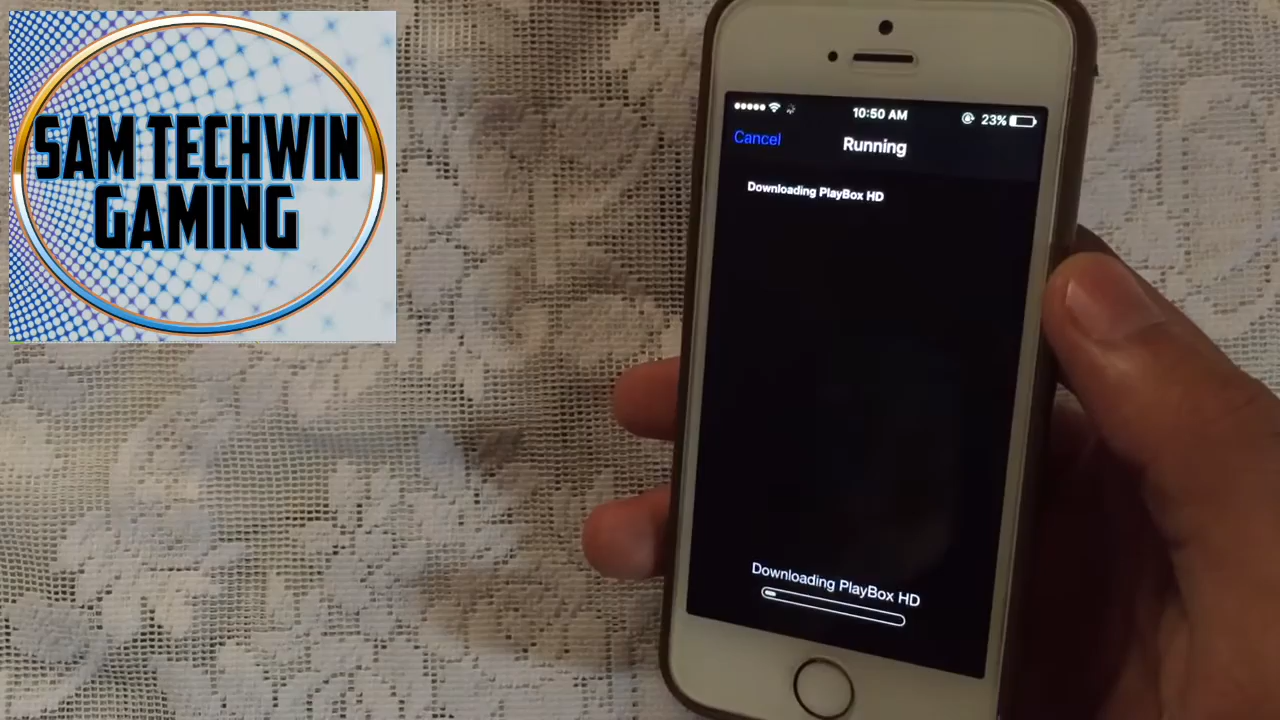 SAM TECHWIN
GAMING
10:50 AM
23%
Cancel
Running
Downloading PlayBox HD
Downloading PlayBox HD